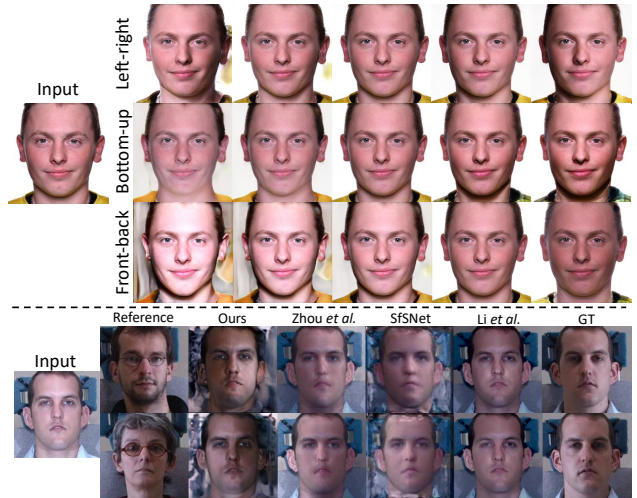 Input
Left-right
Bottom-up
Front-back
Reference Ours Zhou et al. SfSNet Li et al. GT
Input